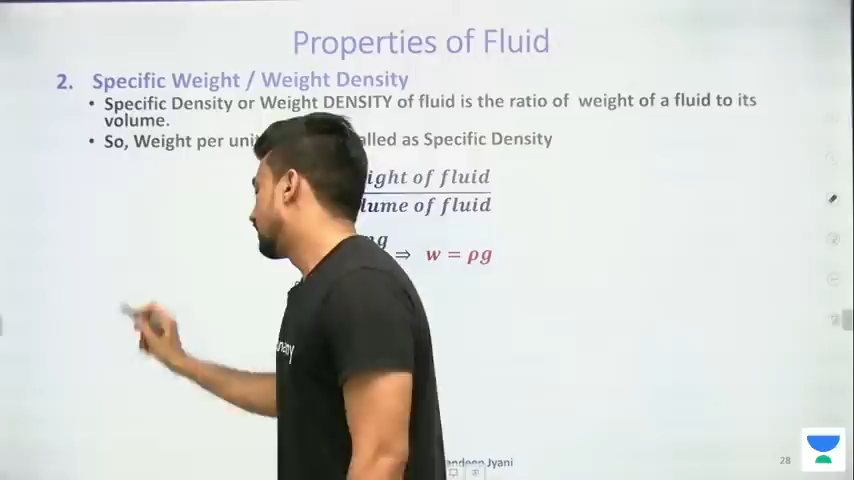 Properties of Fluid
2. Specific Weight / Weight Density
• Specific Density or Weight DENSITY of fluid is the ratio of weight of a fluid to its
volume.
• So, Weight per alled as Specific Density
ight of fluid
lume of fluid
g
⇒ w = ρg
Jyani
28